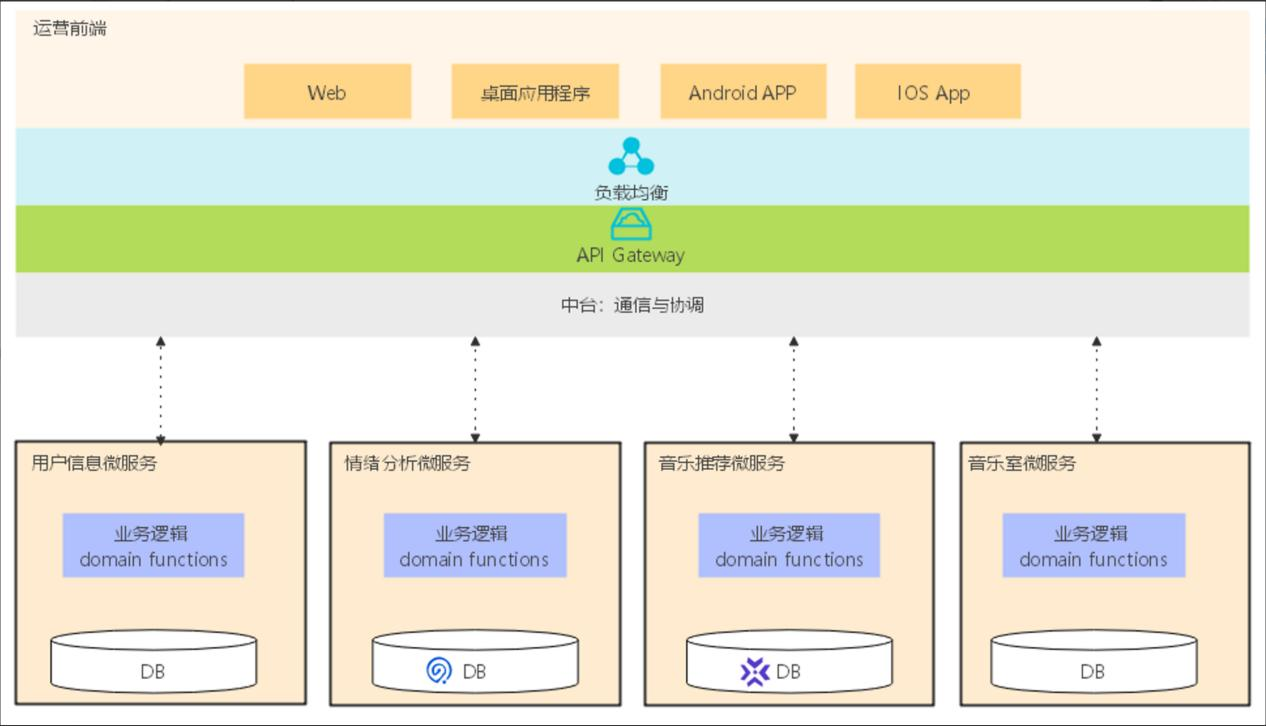 运营前端
Web
桌面应用程序
Android APP
IOS App
负载均衡
API Gateway
中台：通信与协调
用户信息微服务
情绪分析微服务
音乐推荐微服务
音乐室微服务
业务逻辑
domain functions
业务逻辑
domain functions
业务逻辑
domain functions
业务逻辑
domain functions
DB
DB
DB
DB